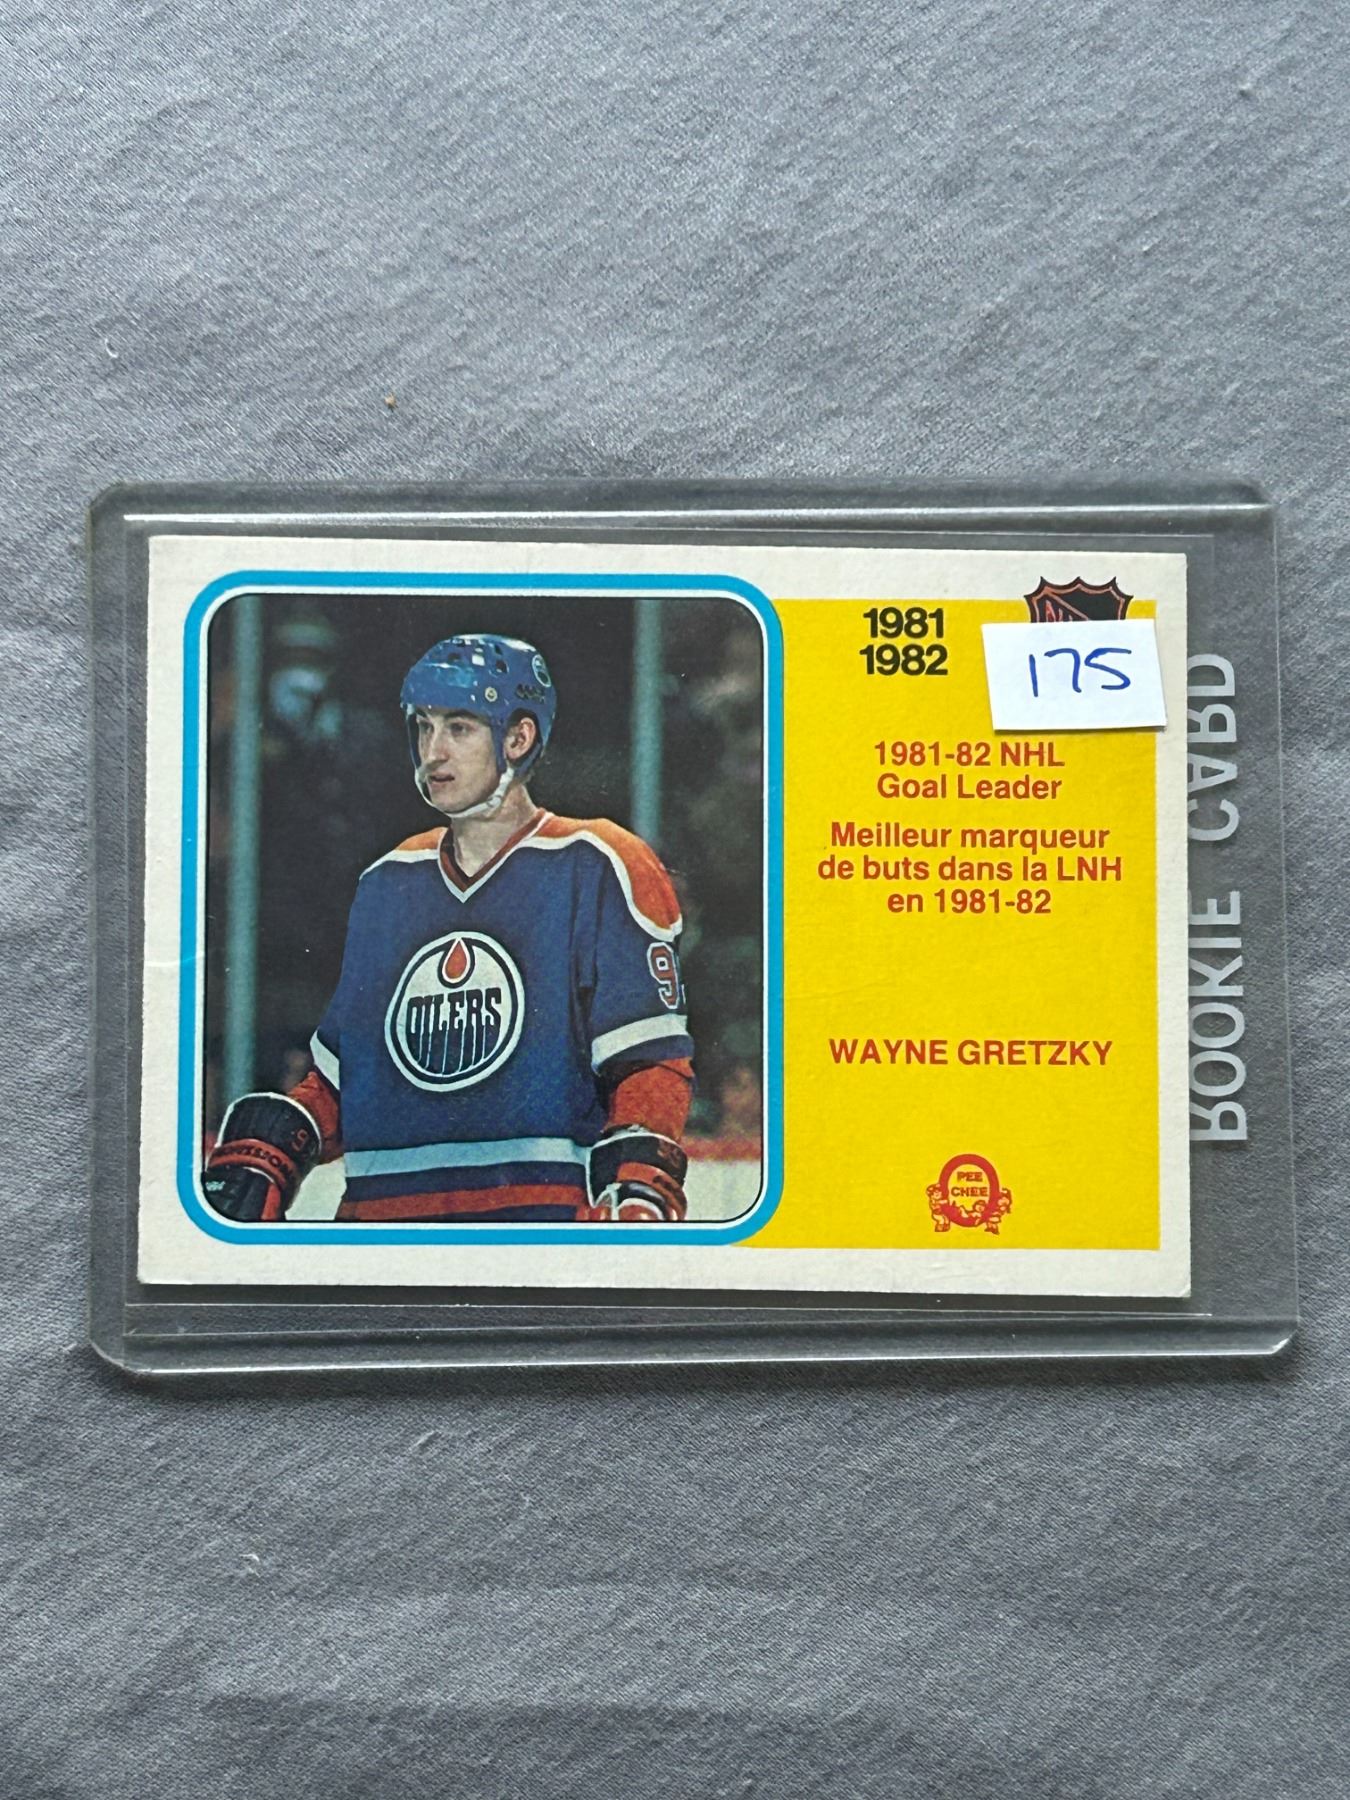 1981
1982
175
1981-82 NHL
Goal Leader
Meilleur marqueur
de buts dans la LNH
en 1981-82
WAYNE GRETZKY
PEE
CHEE
OILERS
ROOKIE CARD